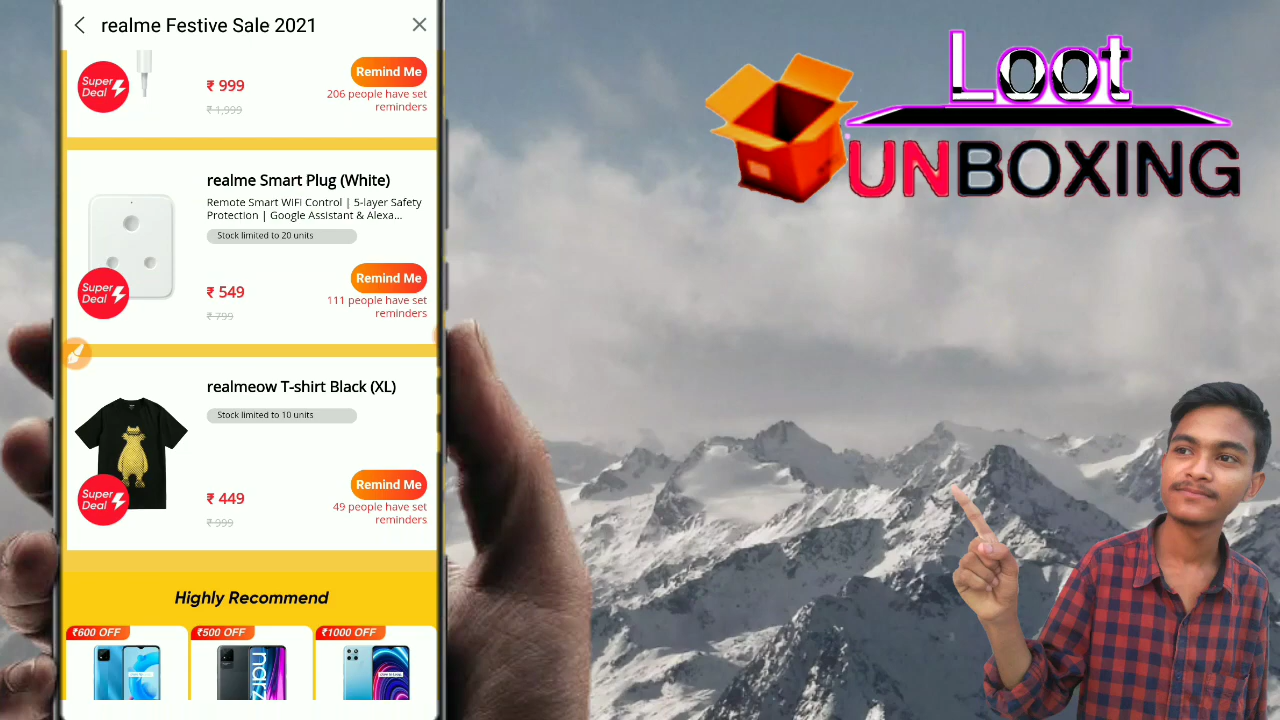 realme Festive Sale 2021
Super Deal
₹ 999
₹ 1,999
Remind Me
206 people have set
reminders
realme Smart Plug (White)
Remote Smart WIFI Control | 5-layer Safety
Protection | Google Assistant & Alexa...
Stock limited to 20 units
Super Deal
₹ 549
₹ 799
Remind Me
111 people have set
reminders
realmeow T-shirt Black (XL)
Stock limited to 10 units
Super Deal
₹ 449
₹ 999
Remind Me
49 people have set
reminders
Highly Recommend
₹600 OFF
₹500 OFF
₹1000 OFF
narz
Loot
UNBOXING